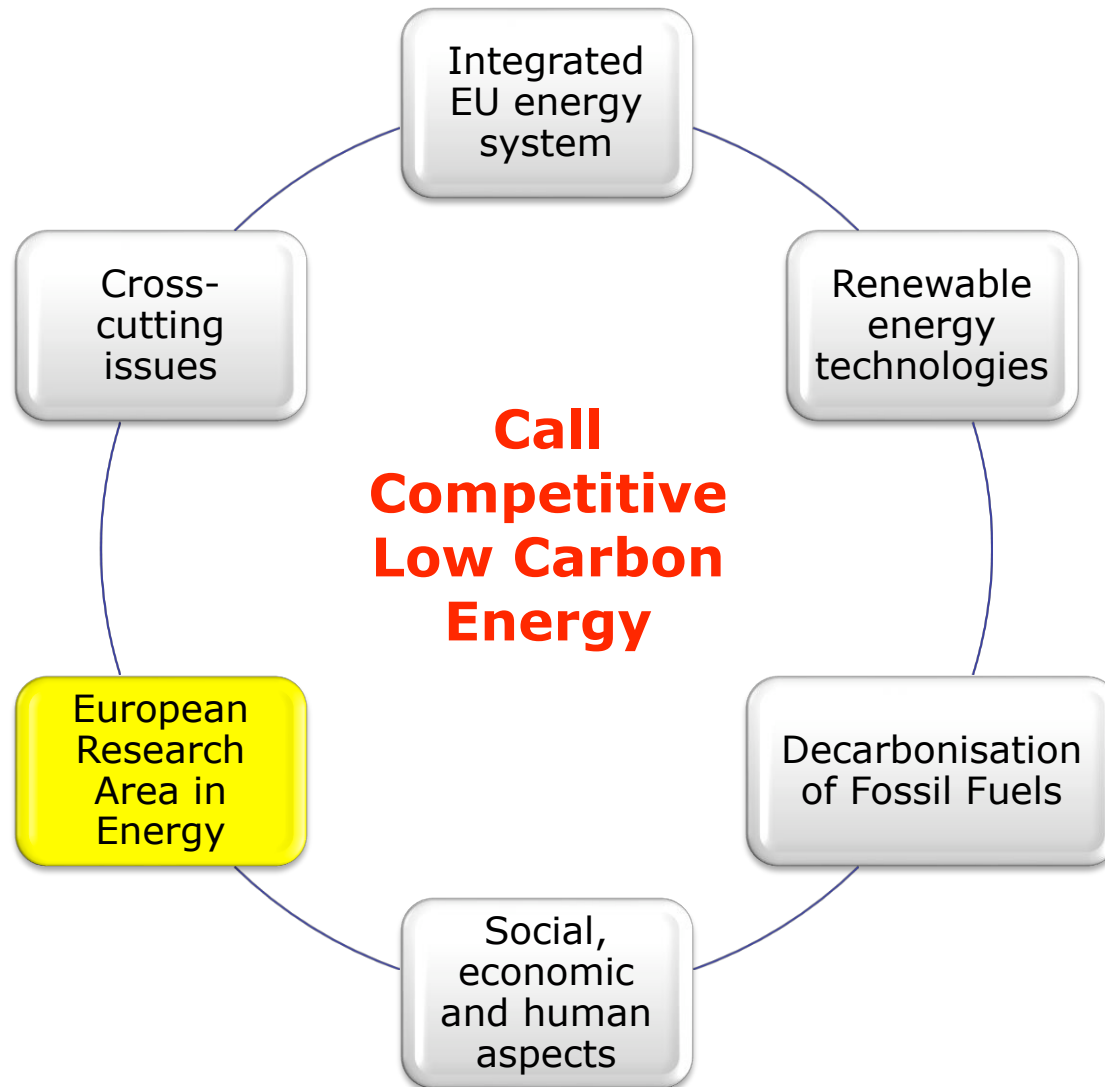 Integrated
EU energy
system
Renewable
energy
technologies
Decarbonisation
of Fossil Fuels
Social,
economic
and human
aspects
European
Research
Area in
Energy
Cross-
cutting
issues
Call
Competitive
Low Carbon
Energy